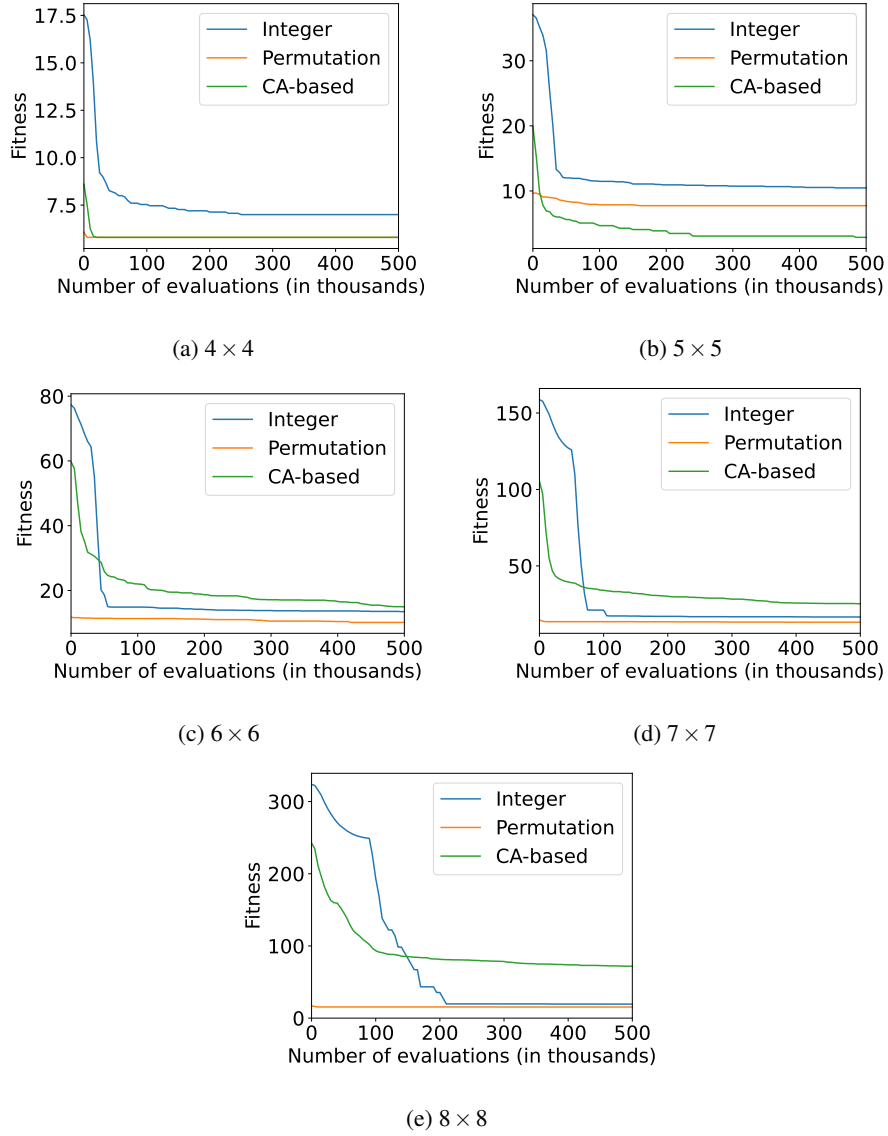 17.5
15.0
12.5
10.0
7.5
Fitness
Integer
Permutation
CA-based
0 100 200 300 400 500
Number of evaluations (in thousands)
(a) 4 × 4
30
20
10
Fitness
Integer
Permutation
CA-based
0 100 200 300 400 500
Number of evaluations (in thousands)
(b) 5 × 5
80
60
40
20
Fitness
Integer
Permutation
CA-based
0 100 200 300 400 500
Number of evaluations (in thousands)
(c) 6 × 6
150
100
50
Fitness
Integer
Permutation
CA-based
0 100 200 300 400 500
Number of evaluations (in thousands)
(d) 7 × 7
300
200
100
0
Fitness
Integer
Permutation
CA-based
0 100 200 300 400 500
Number of evaluations (in thousands)
(e) 8 × 8